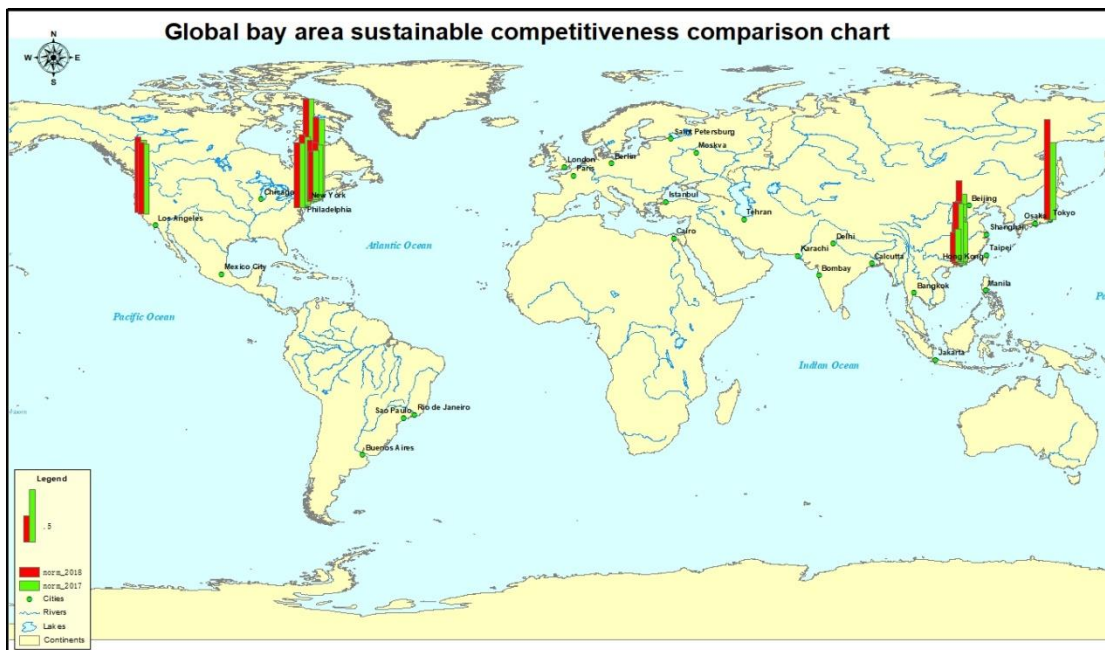 Global bay area sustainable competitiveness comparison chart
N
W
E
S
Saint Petersburg
Moskva
London
Berlin
Paris
Chicago
New York
Philadelphia
Istanbul
Beijing
Los Angeles
Tehran
Osaka
Tokyo
Shanghai
Atlantic Ocean
Cairo
Delhi
Karachi
Hong Kong
Taipei
Mexico City
Bombay
Calcutta
Bangkok
Manila
Pacific Ocean
Indian Ocean
Jakarta
Sao Paulo
Rio de Janeiro
Buenos Aires
Legend
.5
norm_2018
norm_2017
Cities
Rivers
Lakes
Continents